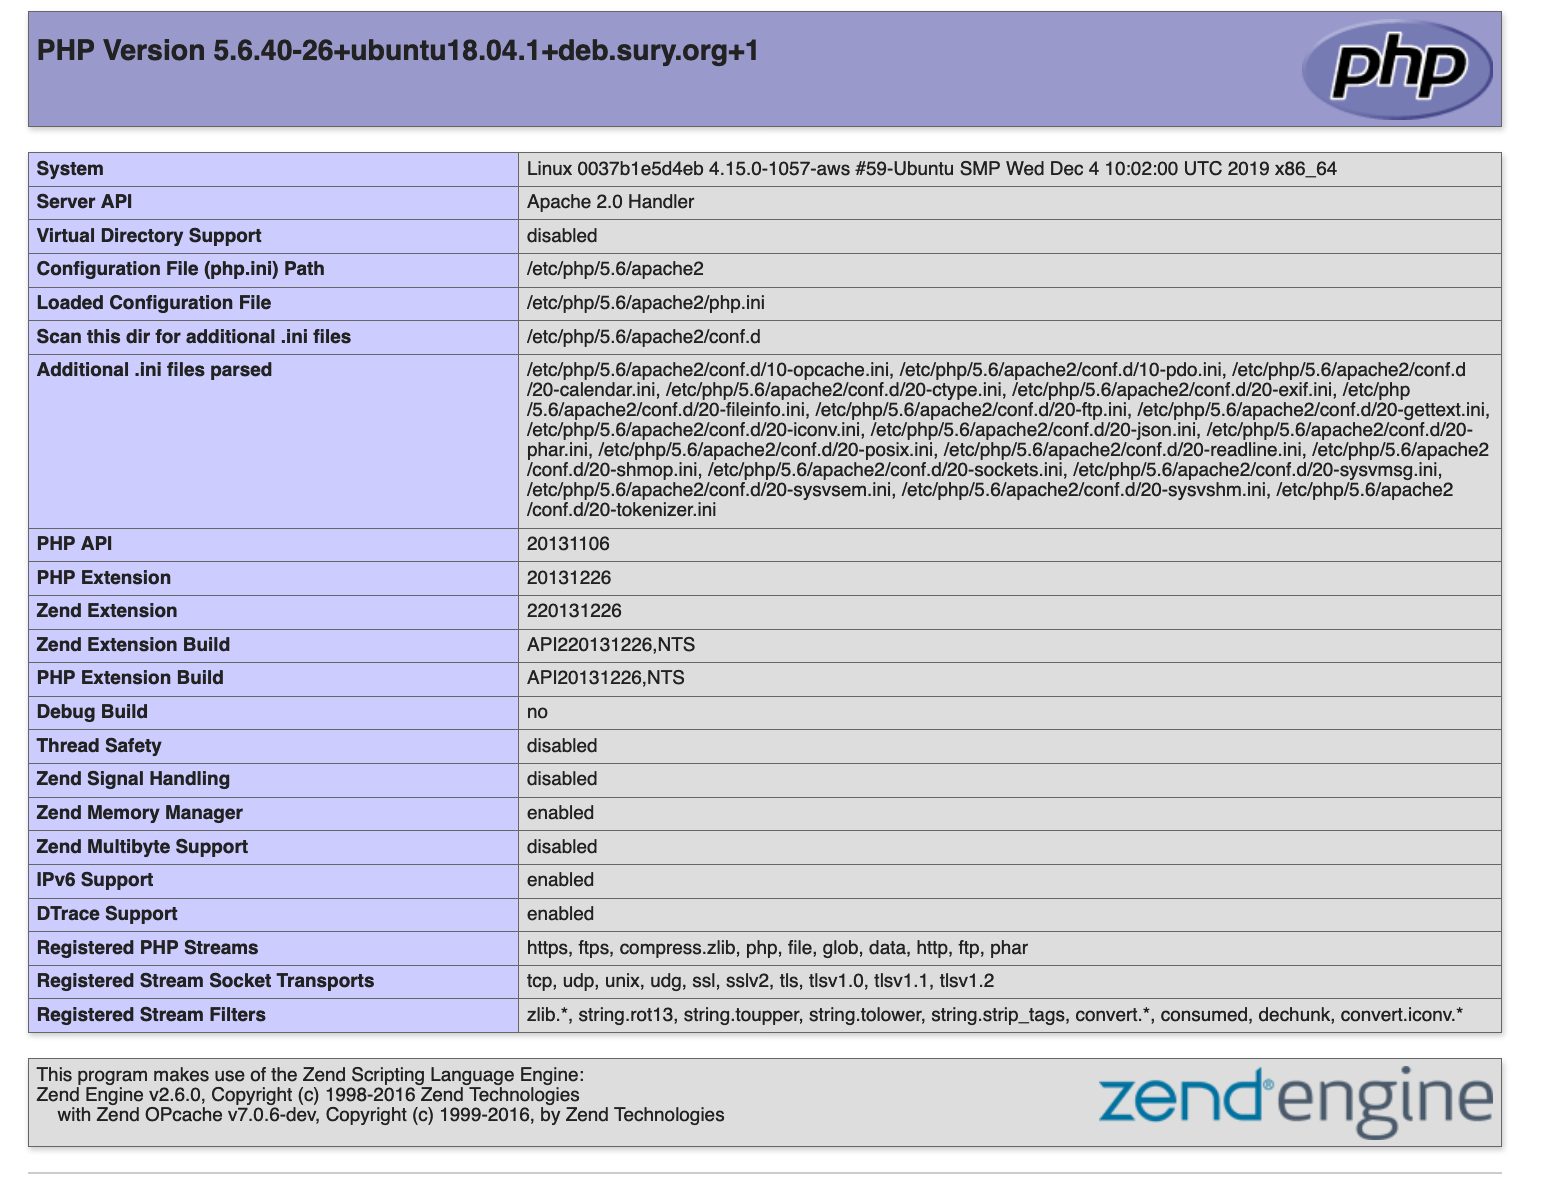 PHP Version 5.6.40-26+ubuntu18.04.1+deb.sury.org+1
php
System Linux 0037b1e5d4eb 4.15.0-1057-aws #59-Ubuntu SMP Wed Dec 4 10:02:00 UTC 2019 x86_64
Server API Apache 2.0 Handler
Virtual Directory Support disabled
Configuration File (php.ini) Path /etc/php/5.6/apache2
Loaded Configuration File /etc/php/5.6/apache2/php.ini
Scan this dir for additional .ini files /etc/php/5.6/apache2/conf.d
Additional .ini files parsed /etc/php/5.6/apache2/conf.d/10-opcache.ini, /etc/php/5.6/apache2/conf.d/10-pdo.ini, /etc/php/5.6/apache2/conf.d
/20-calendar.ini, /etc/php/5.6/apache2/conf.d/20-ctype.ini, /etc/php/5.6/apache2/conf.d/20-exif.ini, /etc/php
/5.6/apache2/conf.d/20-fileinfo.ini, /etc/php/5.6/apache2/conf.d/20-ftp.ini, /etc/php/5.6/apache2/conf.d/20-gettext.ini,
/etc/php/5.6/apache2/conf.d/20-iconv.ini, /etc/php/5.6/apache2/conf.d/20-json.ini, /etc/php/5.6/apache2/conf.d/20-
phar.ini, /etc/php/5.6/apache2/conf.d/20-posix.ini, /etc/php/5.6/apache2/conf.d/20-readline.ini, /etc/php/5.6/apache2
/conf.d/20-shmop.ini, /etc/php/5.6/apache2/conf.d/20-sockets.ini, /etc/php/5.6/apache2/conf.d/20-sysvmsg.ini,
/etc/php/5.6/apache2/conf.d/20-sysvsem.ini, /etc/php/5.6/apache2/conf.d/20-sysvshm.ini, /etc/php/5.6/apache2
/conf.d/20-tokenizer.ini
PHP API 20131106
PHP Extension 20131226
Zend Extension 220131226
Zend Extension Build API220131226,NTS
PHP Extension Build API20131226,NTS
Debug Build no
Thread Safety disabled
Zend Signal Handling disabled
Zend Memory Manager enabled
Zend Multibyte Support disabled
IPv6 Support enabled
DTrace Support enabled
Registered PHP Streams https, ftps, compress.zlib, php, file, glob, data, http, ftp, phar
Registered Stream Socket Transports tcp, udp, unix, udg, ssl, sslv2, tls, tlsv1.0, tlsv1.1, tlsv1.2
Registered Stream Filters zlib.*, string.rot13, string.toupper, string.tolower, string.strip_tags, convert.*, consumed, dechunk, convert.iconv.*
This program makes use of the Zend Scripting Language Engine:
Zend Engine v2.6.0, Copyright (c) 1998-2016 Zend Technologies
with Zend OPcache v7.0.6-dev, Copyright (c) 1999-2016, by Zend Technologies
zend®engine